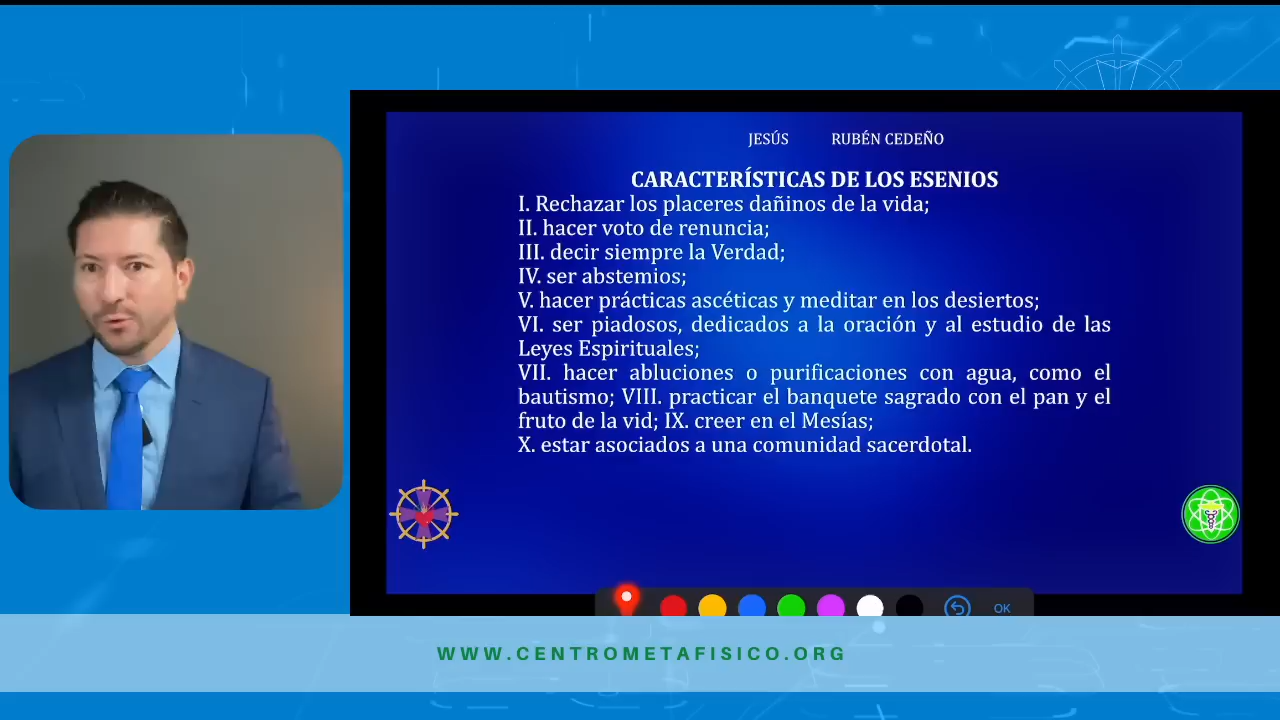 JESÚS RUBÉN CEDEÑO
CARACTERÍSTICAS DE LOS ESENIOS
I. Rechazar los placeres dañinos de la vida;
II. hacer voto de renuncia;
III. decir siempre la Verdad;
IV. ser abstemios;
V. hacer prácticas ascéticas y meditar en los desiertos;
VI. ser piadosos, dedicados a la oración y al estudio de las
Leyes Espirituales;
VII. hacer abluciones o purificaciones con agua, como el
bautismo; VIII. practicar el banquete sagrado con el pan y el
fruto de la vid; IX. creer en el Mesías;
X. estar asociados a una comunidad sacerdotal.
OK
WWW.CENTROMETAFISICO.ORG